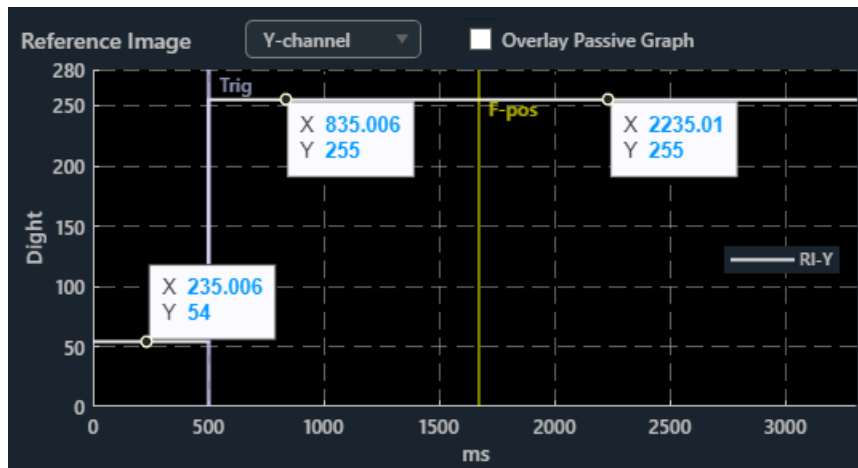 Reference Image Y-channel Overlay Passive Graph
280
250
200
150
100
50
0
Dight
Trig
F-pos
X 835.006
Y 255
X 2235.01
Y 255
X 235.006
Y 54
RI-Y
0 500 1000 1500 2000 2500 3000
ms